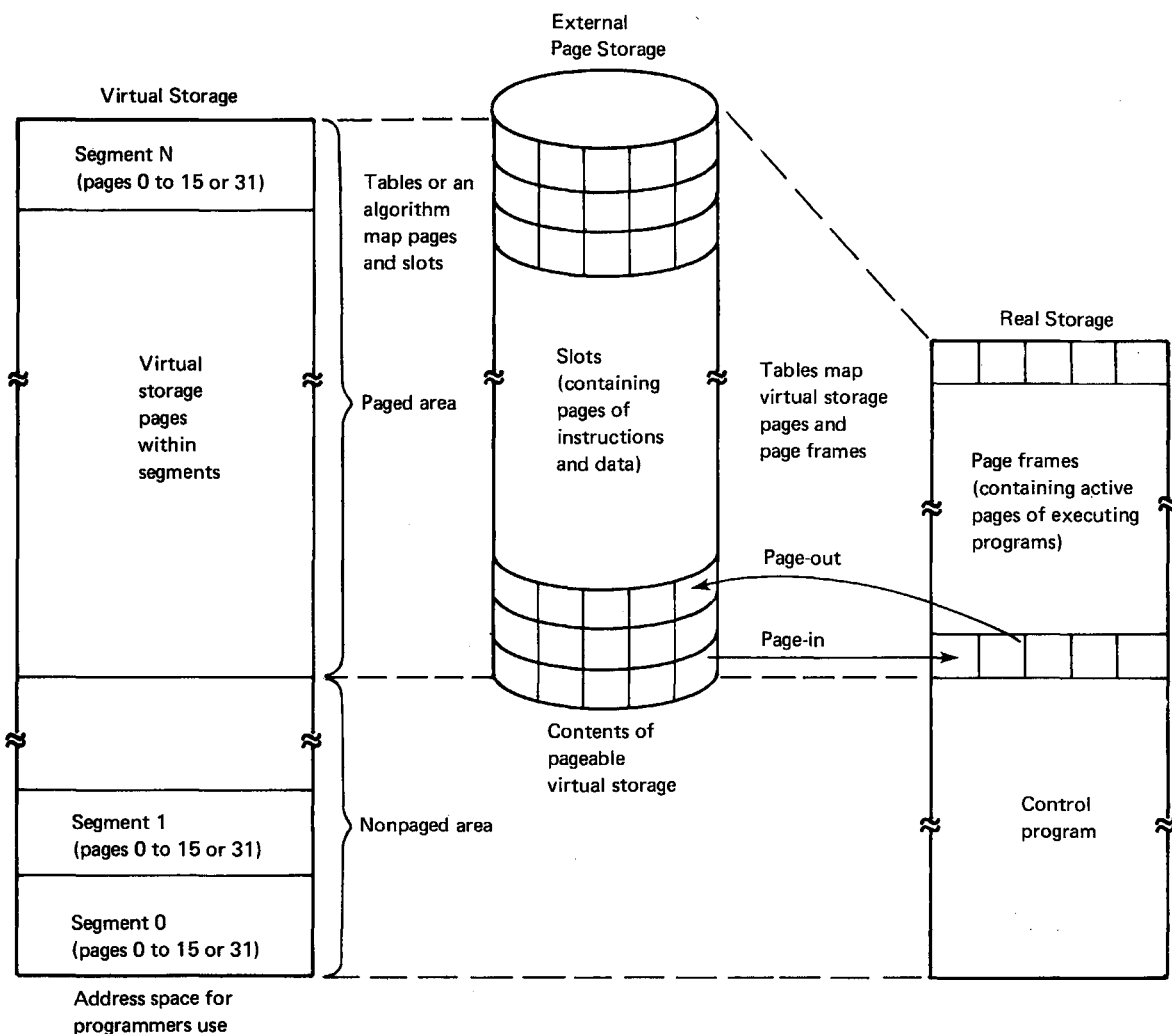 External
Page Storage
Virtual Storage
Segment N
(pages 0 to 15 or 31)
Tables or an
algorithm
map pages
and slots
Real Storage
Virtual
storage
pages
within
segments
Paged area
Slots
(containing
pages of
instructions
and data)
Tables map
virtual storage
pages and
page frames
Page frames
(containing active
pages of executing
programs)
Page-out
Page-in
Contents of
pageable
virtual storage
Segment 1
(pages 0 to 15 or 31)
Nonpaged area
Control
program
Segment 0
(pages 0 to 15 or 31)
Address space for
programmers use